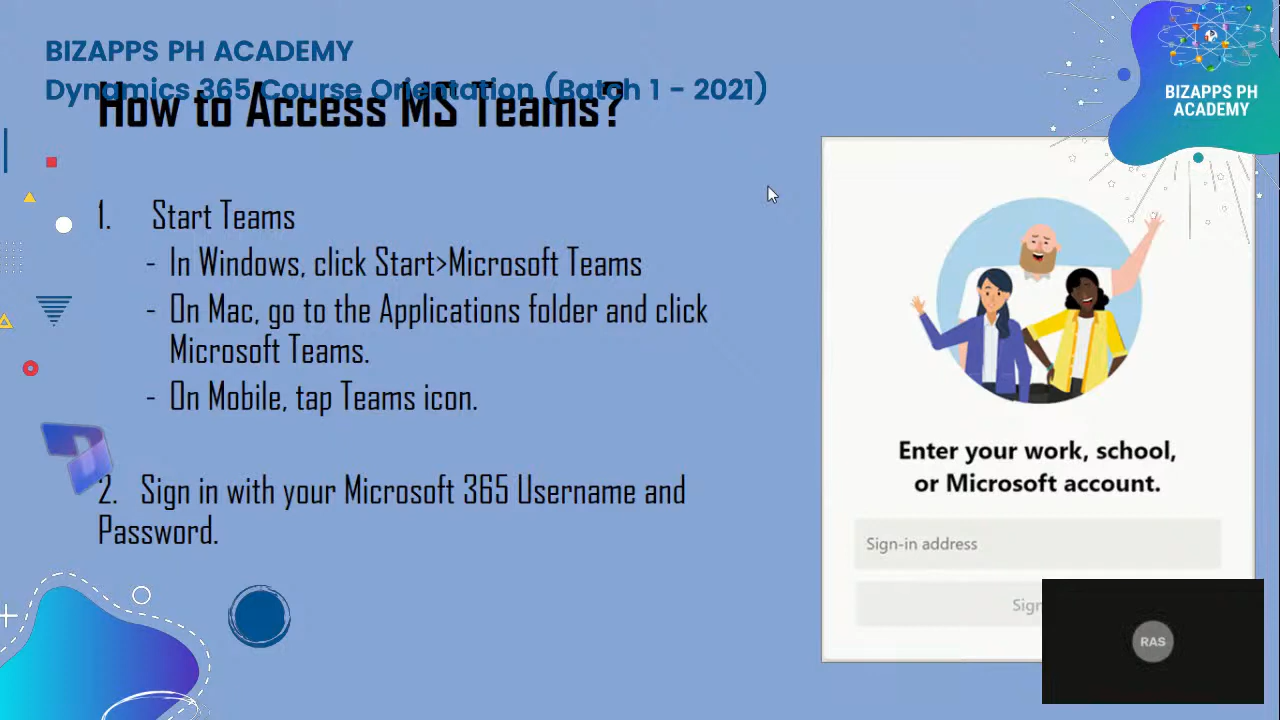 BIZAPPS PH ACADEMY
Dynamics 365 Course Orientation (Batch 1 - 2021)
How to Access MS Teams?
BIZAPPS PH
ACADEMY
1. Start Teams
- In Windows, click Start>Microsoft Teams
- On Mac, go to the Applications folder and click
Microsoft Teams.
- On Mobile, tap Teams icon.
2. Sign in with your Microsoft 365 Username and
Password.
Enter your work, school,
or Microsoft account.
Sign-in address
Sign
RAS